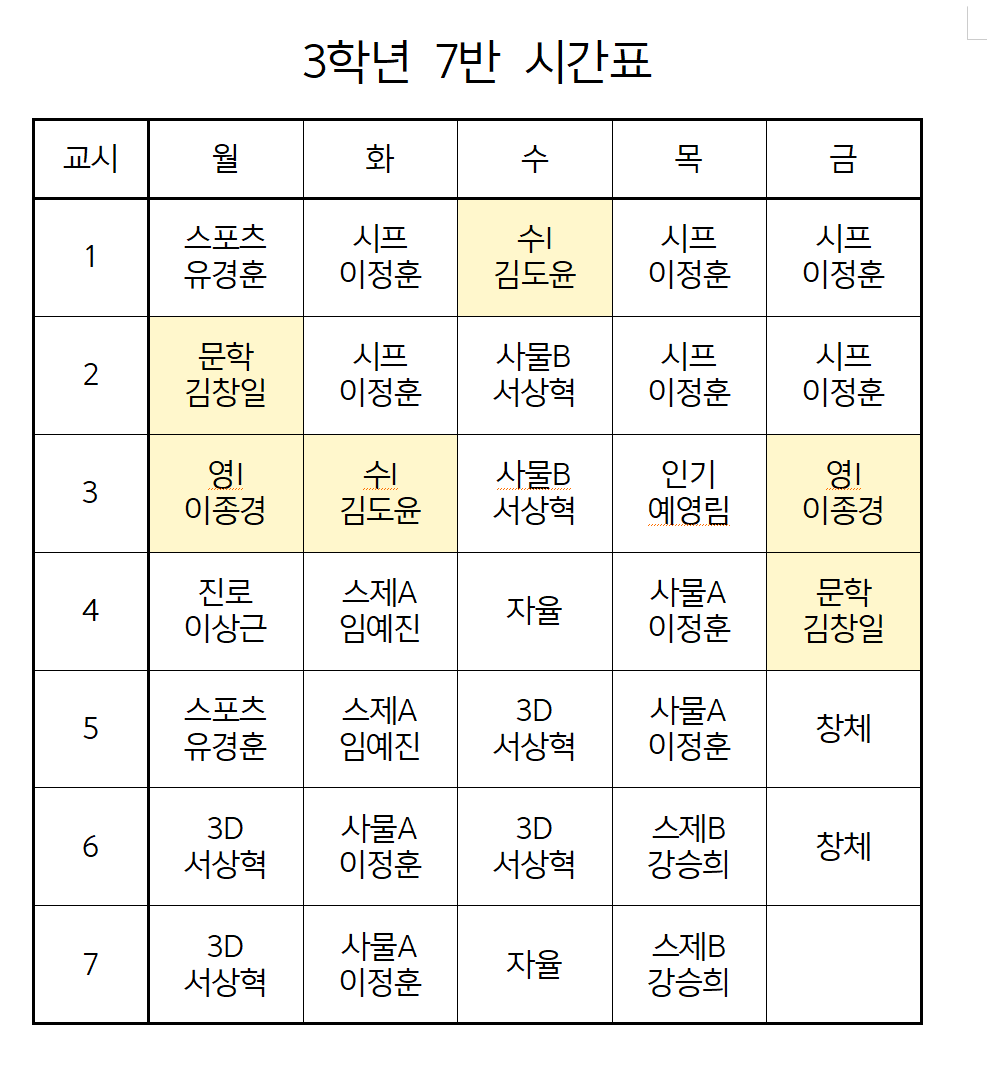 3학년 7반 시간표
교시 월 화 수 목 금
1 스포츠 시프 수I 시프 시프
유경훈 이정훈 김도윤 이정훈 이정훈
2 문학 시프 사물B 시프 시프
김창일 이정훈 서상혁 이정훈 이정훈
3 영I 수I 사물B 인기 영I
이종경 김도윤 서상혁 예영림 이종경
4 진로 스제A 자율 사물A 문학
이상근 임예진 이정훈 김창일
5 스포츠 스제A 3D 사물A 창체
유경훈 임예진 서상혁 이정훈
6 3D 사물A 3D 스제B 창체
서상혁 이정훈 서상혁 강승희
7 3D 사물A 자율 스제B
서상혁 이정훈 강승희